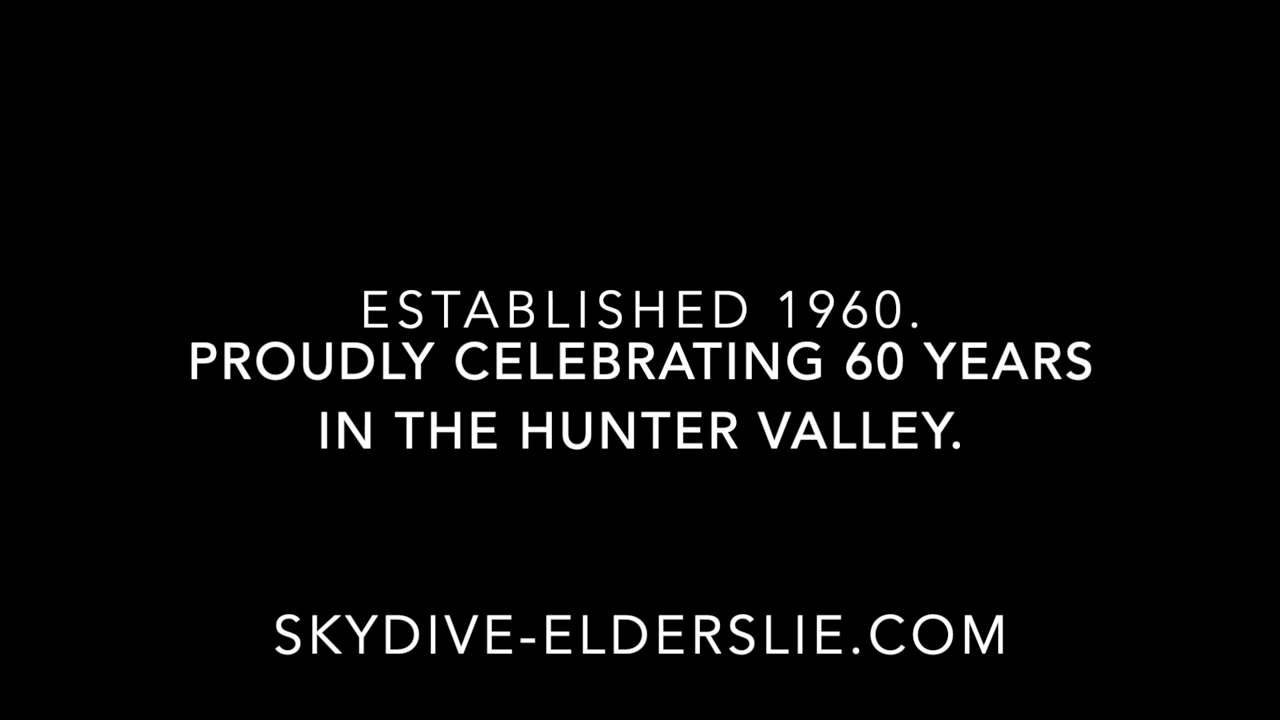 ESTABLISHED 1960.
PROUDLY CELEBRATING 60 YEARS
IN THE HUNTER VALLEY.
SKYDIVE-ELDERSLIE.COM